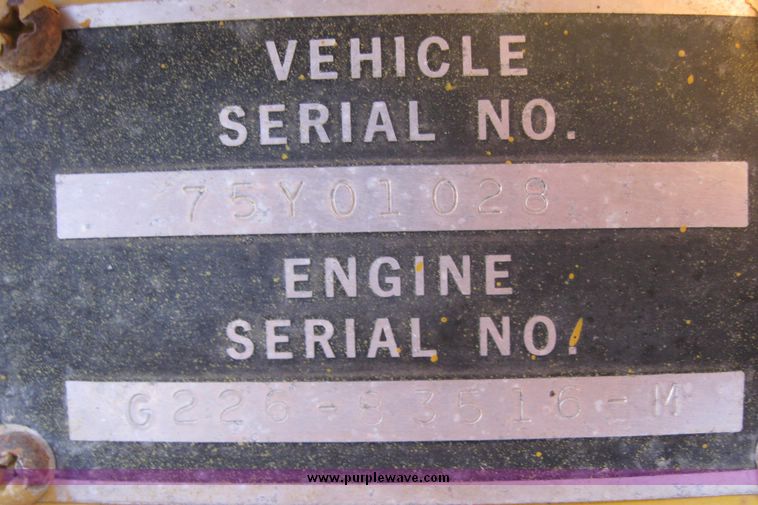 VEHICLE
SERIAL NO.
75Y01028
ENGINE
SERIAL NO.
G226-83516-M
www.purplewave.com